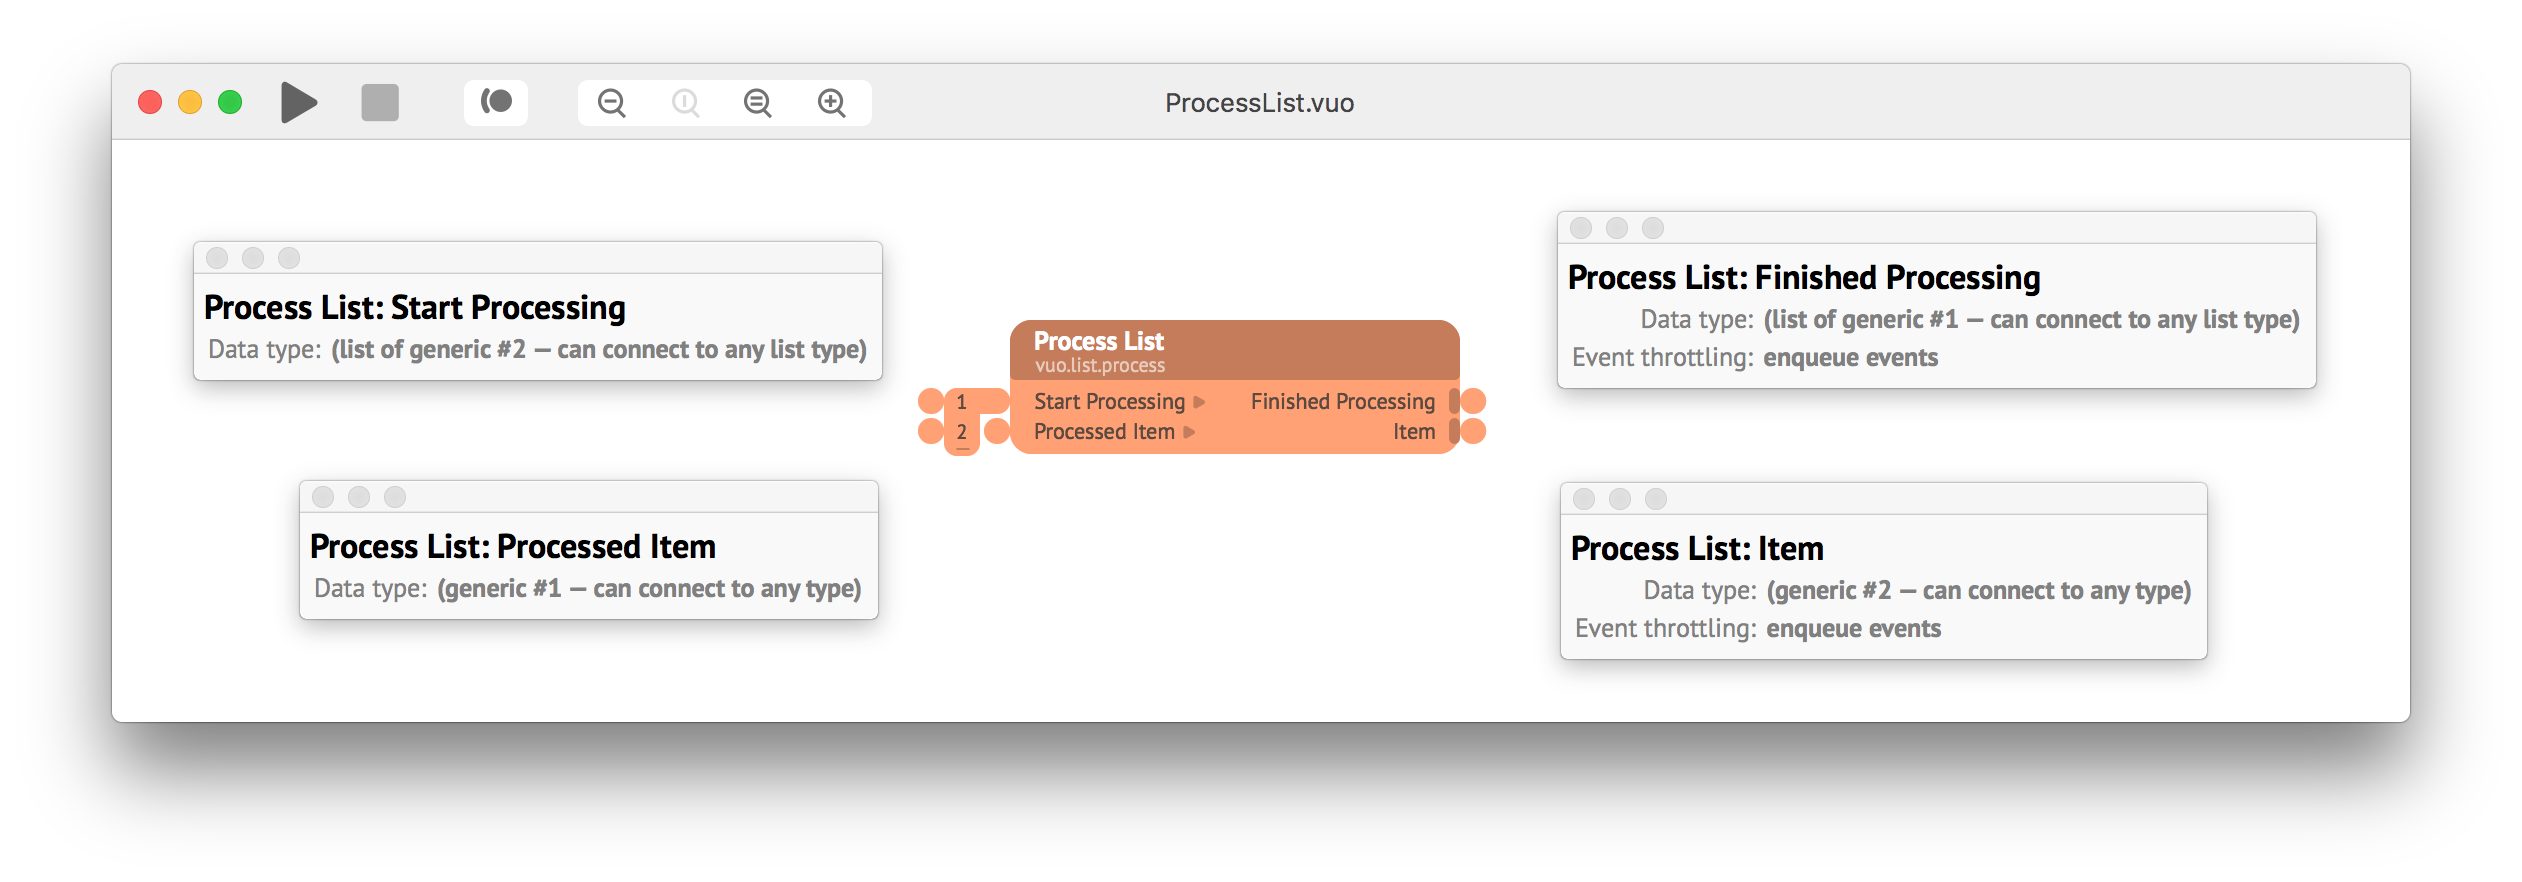 ProcessList.vuo
Process List: Start Processing
Data type: (list of generic #2 — can connect to any list type)
Process List: Processed Item
Data type: (generic #1 — can connect to any type)
Process List
vuo.list.process
1 Start Processing Finished Processing
2 Processed Item Item
Process List: Finished Processing
Data type: (list of generic #1 — can connect to any list type)
Event throttling: enqueue events
Process List: Item
Data type: (generic #2 — can connect to any type)
Event throttling: enqueue events